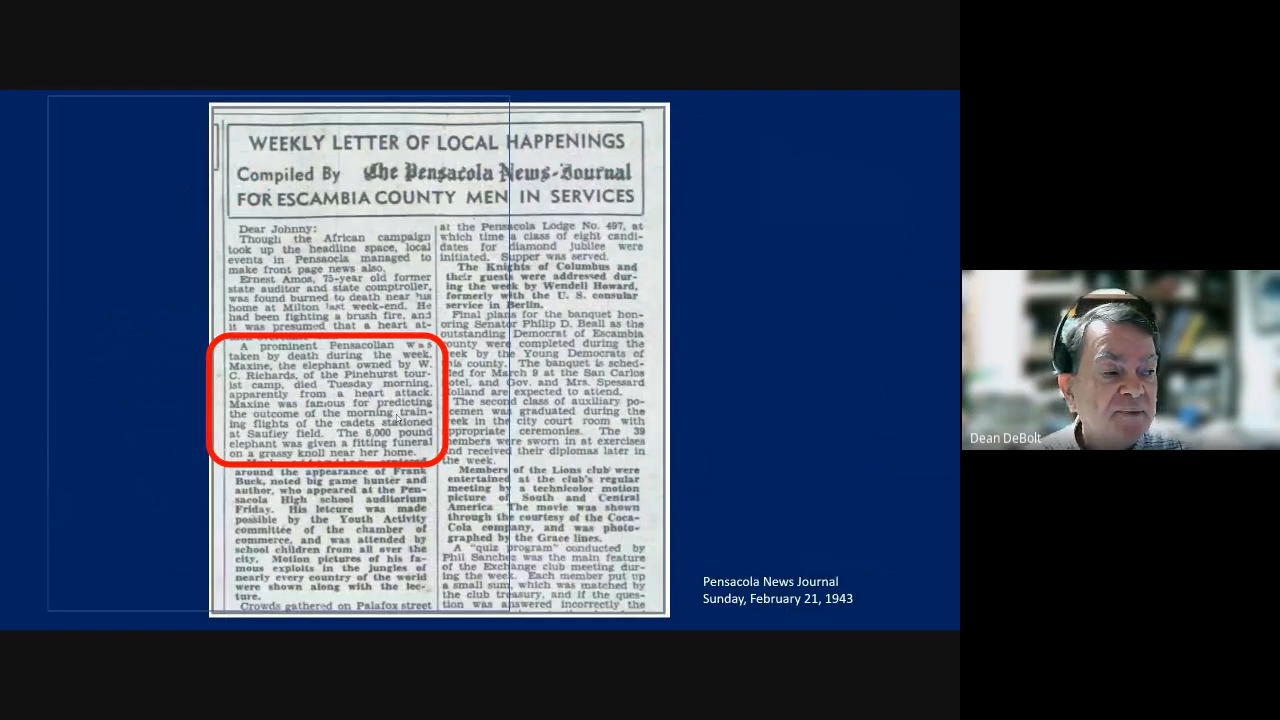 WEEKLY LETTER OF LOCAL HAPPENINGS
Compiled By The Pensacola News-Journal
FOR ESCAMBIA COUNTY MEN IN SERVICES
Dear Johnny:
Though the African campaign
took up the headline space, local
events in Pensaocla managed to
make front page news also.
Ernest Amos, 75-year old former
state auditor and state comptroller,
was found burned to death near his
home at Milton last week-end. He
had been fighting a brush fire, and
it was presumed that a heart at-
A prominent Pensacolian was
taken by death during the week.
Maxine, the elephant owned by W.
C. Richards, of the Pinehurst tour-
ist camp, died Tuesday morning,
apparently from a heart attack.
Maxine was famous for predicting
the outcome of the morning train-
ing flights of the cadets stationed
at Saufley field. The 6,000 pound
elephant was given a fitting funeral
on a grassy knoll near her home.
around the appearance of Frank
Buck, noted big game hunter and
author, who appeared at the Pen-
sacola High school auditorium
Friday. His letcure was made
possible by the Youth Activity
committee of the chamber of
commerce, and was attended by
school children from all over the
city. Motion pictures of his fa-
mous exploits in the jungles of
nearly every country of the world
were shown along with the lec-
ture.
Crowds gathered on Palafox street
at the Pensacola Lodge No. 497, at
which time a class of eight candi-
dates for diamond jubilee were
initiated. Supper was served.
The Knights of Columbus and
their guests were addressed dur-
ing the week by Wendell Howard,
formerly with the U. S. consular
service in Berlin.
Final plans for the banquet hon-
oring Senator Philip D. Beall as the
outstanding Democrat of Escambia
county were completed during the
week by the Young Democrats of
this county. The banquet is sched-
uled for March 9 at the San Carlos
hotel, and Gov. and Mrs. Spessard
Holland are expected to attend.
The second class of auxiliary po-
licemen was graduated during the
week in the city court room with
appropriate ceremonies. The 39
members were sworn in at exercises
and received their diplomas later in
the week.
Members of the Lions club were
entertained at the club's regular
meeting by a technicolor motion
picture of South and Central
America The movie was shown
through the courtesy of the Coca-
Cola company, and was photo-
graphed by the Grace lines.
A "quiz program" conducted by
Phil Sanchez was the main feature
of the Exchange club meeting dur-
ing the week. Each member put up
a small sum, which was matched by
the club treasury, and if the ques-
tion was answered incorrectly the
Pensacola News Journal
Sunday, February 21, 1943
Dean DeBolt